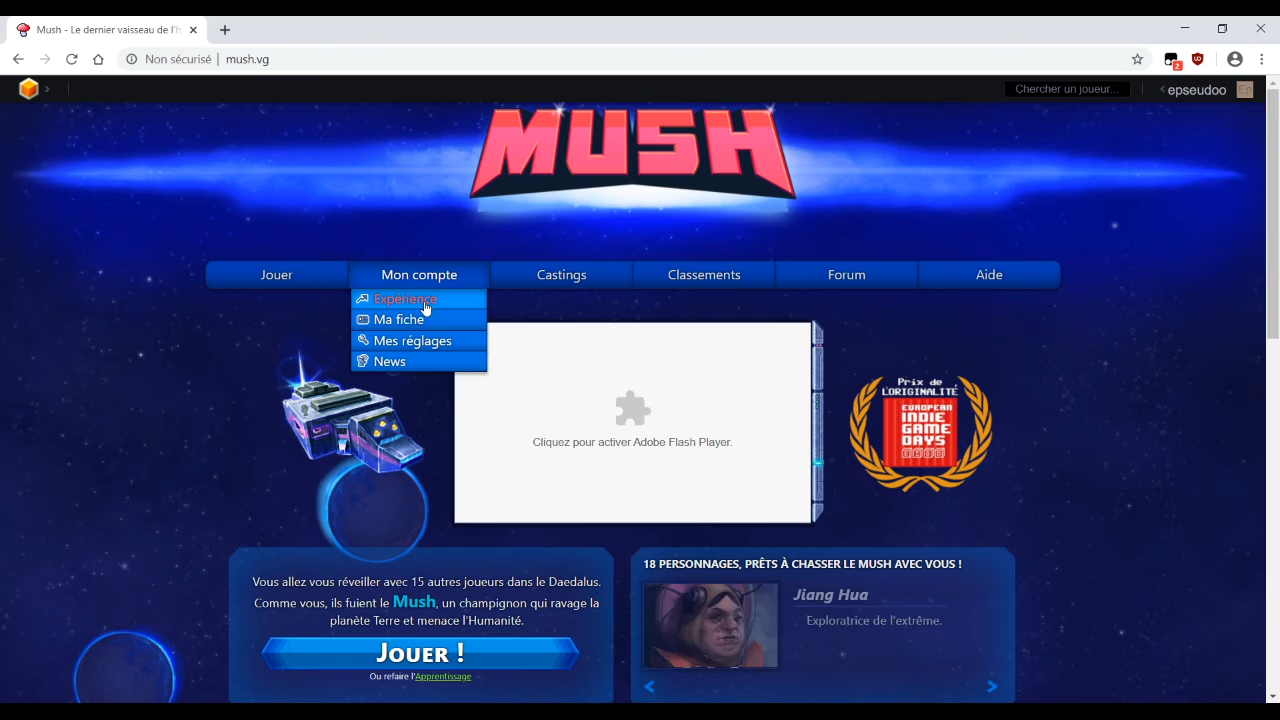 Mush - Le dernier vaisseau de l'h
Non sécurisé | mush.vg
2
Chercher un joueur...
epseudoo
Ep
MUSH
Jouer
Mon compte
Castings
Classements
Forum
Aide
Expérience
Ma fiche
Mes réglages
News
Cliquez pour activer Adobe Flash Player.
Prix de
L'ORIGINALITÉ
EUROPEAN
INDIE
GAME
DAYS
Vous allez vous réveiller avec 15 autres joueurs dans le Daedalus.
Comme vous, ils fuient le Mush, un champignon qui ravage la
planète Terre et menace l'Humanité.
JOUER !
Ou refaire l'Apprentissage
18 PERSONNAGES, PRÊTS À CHASSER LE MUSH AVEC VOUS !
Jiang Hua
Exploratrice de l'extrême.